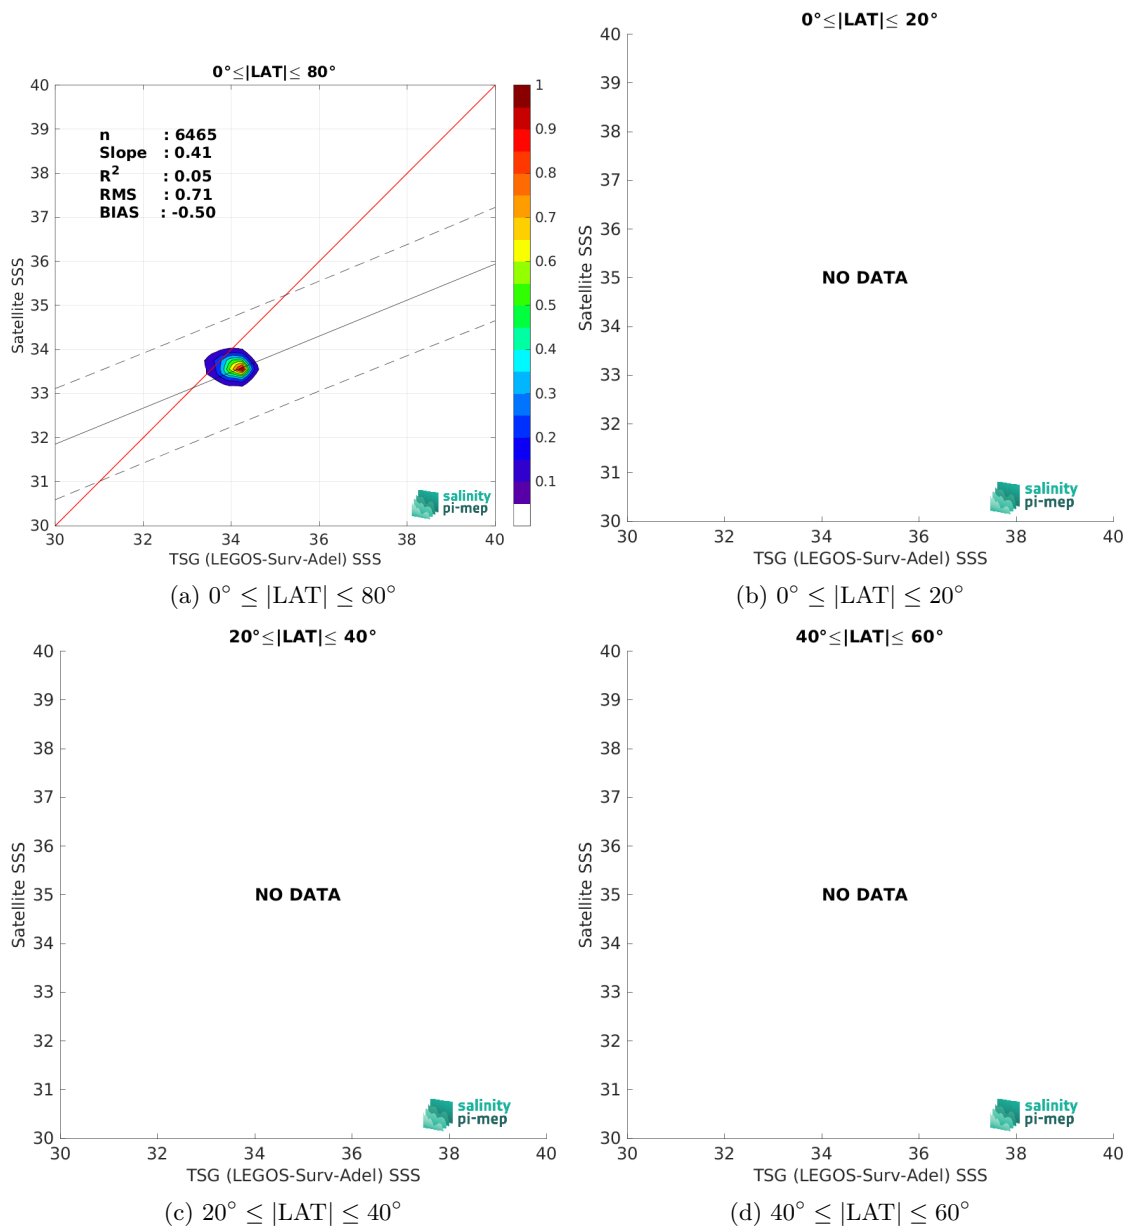 0°≤|LAT|≤ 80°
40
39
38
37
36
35
34
33
32
31
30
Satellite SSS
n : 6465
Slope : 0.41
R² : 0.05
RMS : 0.71
BIAS : -0.50
1
0.9
0.8
0.7
0.6
0.5
0.4
0.3
0.2
0.1
salinity
pi-mep
30 32 34 36 38 40
TSG (LEGOS-Surv-Adel) SSS
(a) 0° ≤ |LAT| ≤ 80°
0°≤|LAT|≤ 20°
40
39
38
37
36
35
34
33
32
31
30
Satellite SSS
NO DATA
salinity
pi-mep
30 32 34 36 38 40
TSG (LEGOS-Surv-Adel) SSS
(b) 0° ≤ |LAT| ≤ 20°
20°≤|LAT|≤ 40°
40
39
38
37
36
35
34
33
32
31
30
Satellite SSS
NO DATA
salinity
pi-mep
30 32 34 36 38 40
TSG (LEGOS-Surv-Adel) SSS
(c) 20° ≤ |LAT| ≤ 40°
40°≤|LAT|≤ 60°
40
39
38
37
36
35
34
33
32
31
30
Satellite SSS
NO DATA
salinity
pi-mep
30 32 34 36 38 40
TSG (LEGOS-Surv-Adel) SSS
(d) 40° ≤ |LAT| ≤ 60°